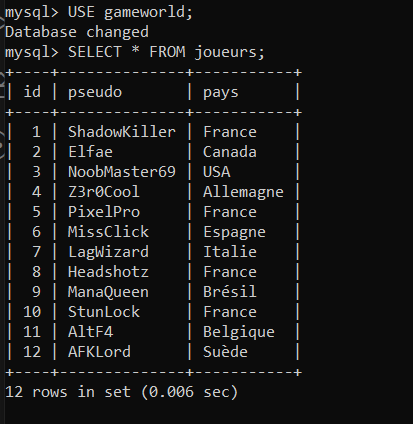 mysql> USE gameworld;
Database changed
mysql> SELECT * FROM joueurs;
+----+--------------+-----------+
| id | pseudo       | pays      |
+----+--------------+-----------+
|  1 | ShadowKiller | France    |
|  2 | Elfae        | Canada    |
|  3 | NoobMaster69 | USA       |
|  4 | Z3r0Cool     | Allemagne |
|  5 | PixelPro     | France    |
|  6 | MissClick    | Espagne   |
|  7 | LagWizard    | Italie    |
|  8 | Headshotz    | France    |
|  9 | ManaQueen    | Brésil    |
| 10 | StunLock     | France    |
| 11 | AltF4        | Belgique  |
| 12 | AFKLord      | Suède     |
+----+--------------+-----------+
12 rows in set (0.006 sec)